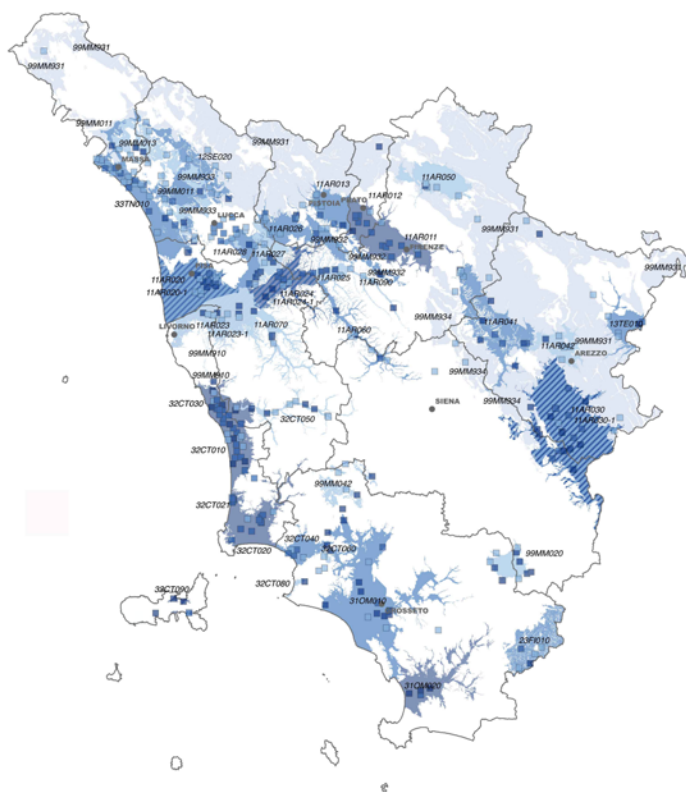 99MM931
99MM931
99MM011
99MM013
12SE020
99MM931
MASSA
99MM933
99MM011
11AR013
11AR050
PISTOIA
PRATO
11AR012
33TN010
99MM933
LUCCA
11AR026
99MM932
11AR011
FIRENZE
99MM931
11AR028
11AR027
99MM932
99MM932
99MM931
11AR020
11AR020-1
11AR024
11AR024-1
11AR025
11AR090
LIVORNO
11AR023
11AR023-1
11AR070
11AR060
99MM934
11AR041
13TE010
99MM910
11AR042
99MM931
AREZZO
99MM910
99MM934
32CT030
32CT050
SIENA
99MM934
11AR030
11AR030-1
32CT010
99MM042
32CT021
32CT020
32CT040
32CT060
99MM020
32CT080
32CT090
31OM010
GROSSETO
23FI010
31OM020